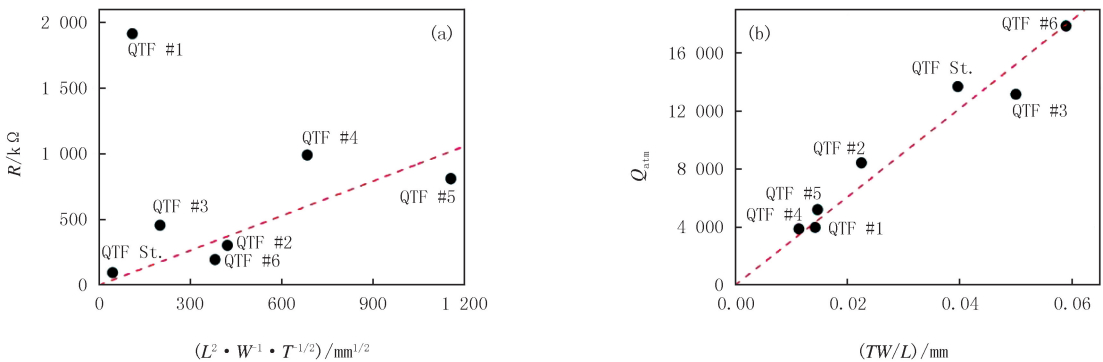 2 000
1 500
1 000
500
0
R/kΩ
(a)
QTF #1
QTF #4
QTF #3
QTF #5
QTF St.
QTF #2
QTF #6
0
300
600
900
1 200
(L²・W⁻¹・T⁻¹/²)/mm¹/²
16 000
12 000
8 000
4 000
0
Qatm
(b)
QTF #6
QTF St.
QTF #3
QTF #2
QTF #5
QTF #4
QTF #1
0.00
0.02
0.04
0.06
(TW/L)/mm